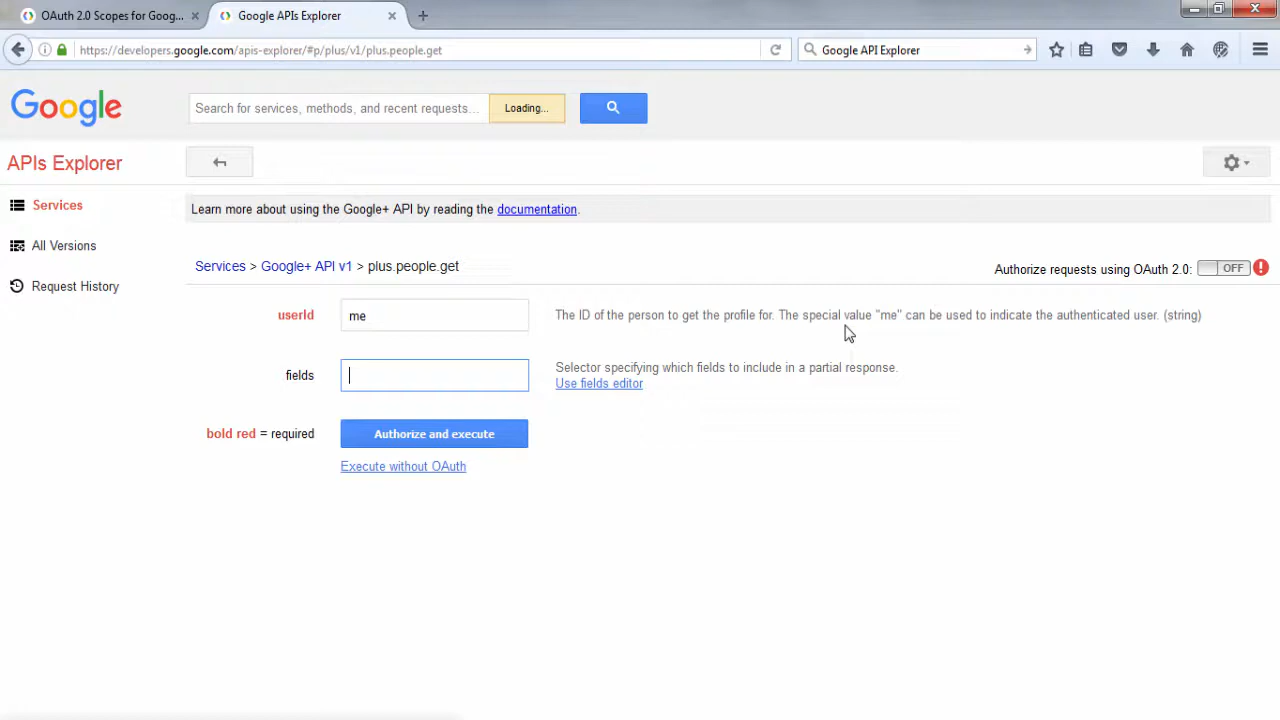 OAuth 2.0 Scopes for Goog...
Google APIs Explorer
https://developers.google.com/apis-explorer/#p/plus/v1/plus.people.get
Google API Explorer
Google
Search for services, methods, and recent requests...
Loading...
APIs Explorer
Services
Learn more about using the Google+ API by reading the documentation.
All Versions
Services > Google+ API v1 > plus.people.get
Authorize requests using OAuth 2.0: OFF
Request History
userId
me
The ID of the person to get the profile for. The special value "me" can be used to indicate the authenticated user. (string)
fields
Selector specifying which fields to include in a partial response.
Use fields editor
bold red = required
Authorize and execute
Execute without OAuth